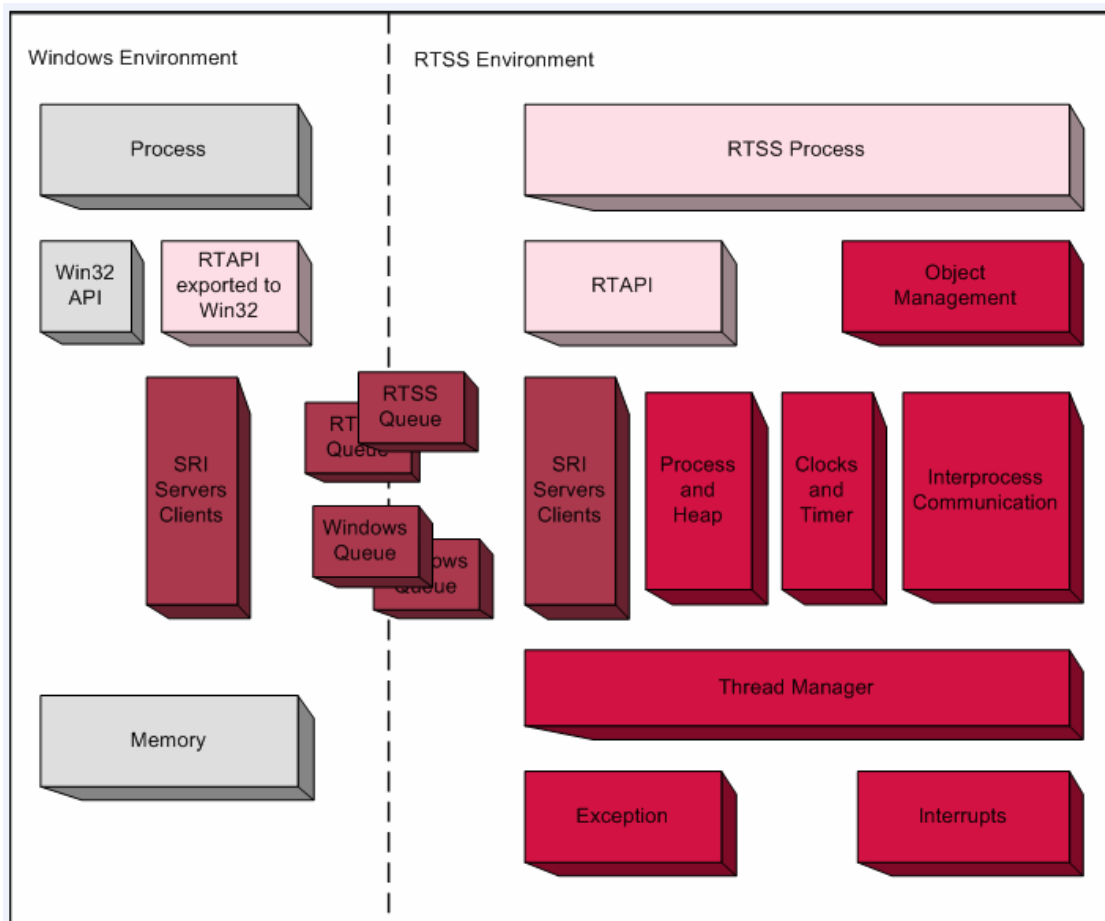 Windows Environment
RTSS Environment
Process
RTSS Process
Win32
API
RTAPI
exported to
Win32
RTAPI
Object
Management
RTSS
Queue
Queue
SRI
Servers
Clients
SRI
Servers
Clients
Process
and
Heap
Clocks
and
Timer
Interprocess
Communication
Windows
Queue
Queue
Thread Manager
Memory
Exception
Interrupts